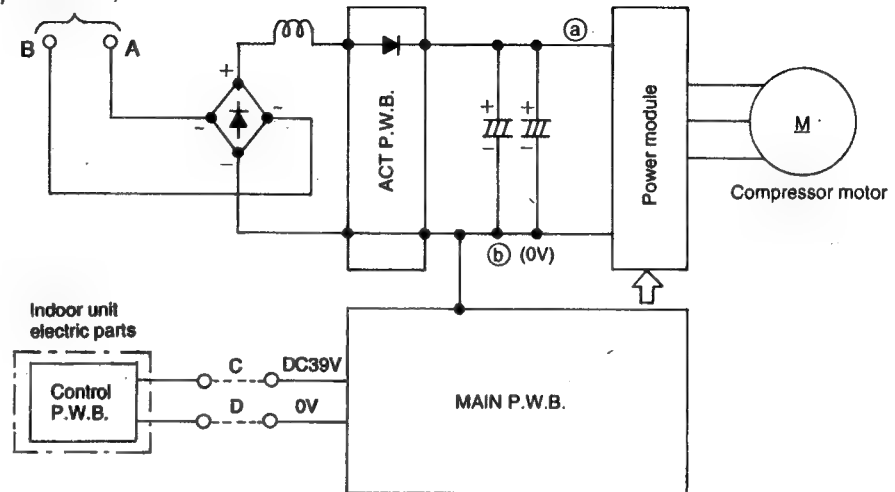 B
A
+
~
~
−
ACT P.W.B.
+
−
+
−
ⓐ
ⓑ (0V)
Power module
M
Compressor motor
Indoor unit
electric parts
Control
P.W.B.
C
DC39V
D
0V
MAIN P.W.B.